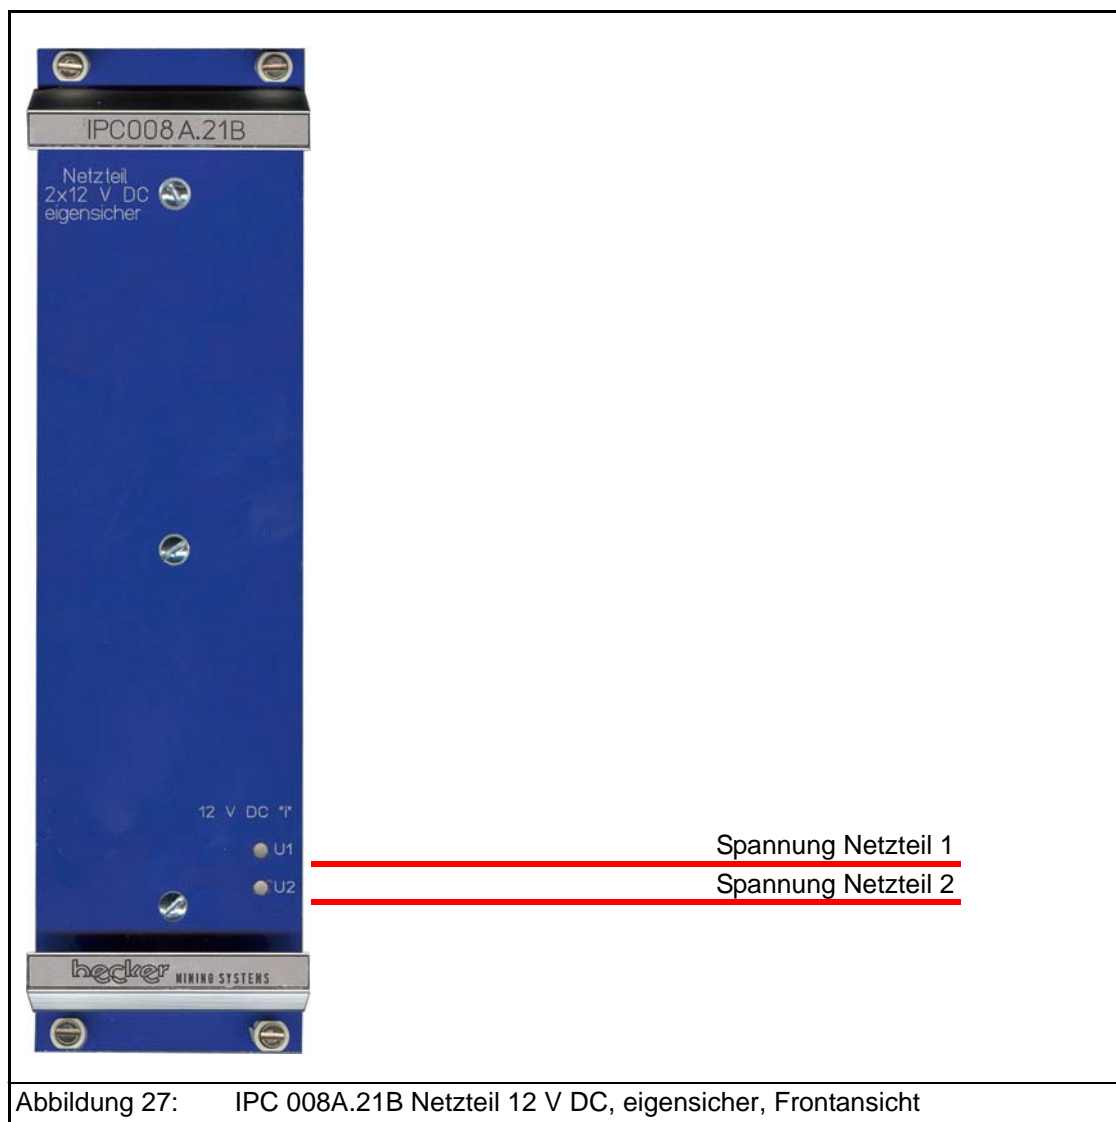 IPC008A.21B
Netzteil
2x12 V DC
eigensicher
12 V DC "i"
U1
Spannung Netzteil 1
U2
Spannung Netzteil 2
becker MINING SYSTEMS
Abbildung 27: IPC 008A.21B Netzteil 12 V DC, eigensicher, Frontansicht